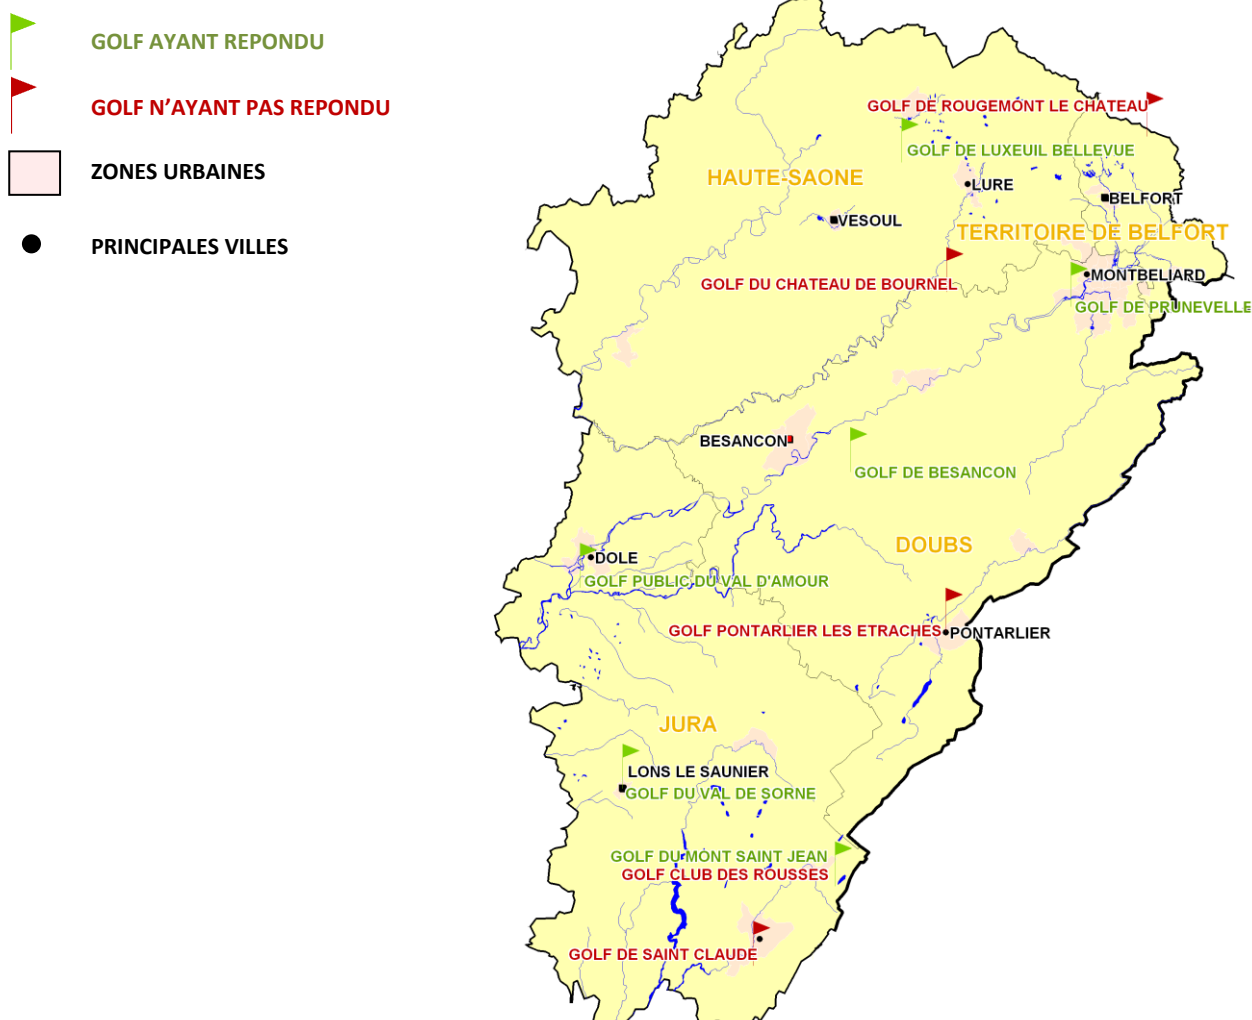 GOLF AYANT REPONDU
GOLF N'AYANT PAS REPONDU
ZONES URBAINES
PRINCIPALES VILLES
GOLF DE ROUGEMONT LE CHATEAU
GOLF DE LUXEUIL BELLEVUE
HAUTE-SAONE
LURE
BELFORT
VESOUL
TERRITOIRE DE BELFORT
MONTBELIARD
GOLF DU CHATEAU DE BOURNEL
GOLF DE PRUNEVELLE
BESANCON
GOLF DE BESANCON
DOUBS
DOLE
GOLF PUBLIC DU VAL D'AMOUR
GOLF PONTARLIER LES ETRACHES
PONTARLIER
JURA
LONS LE SAUNIER
GOLF DU VAL DE SORNE
GOLF DU MONT SAINT JEAN
GOLF CLUB DES ROUSSES
GOLF DE SAINT CLAUDE